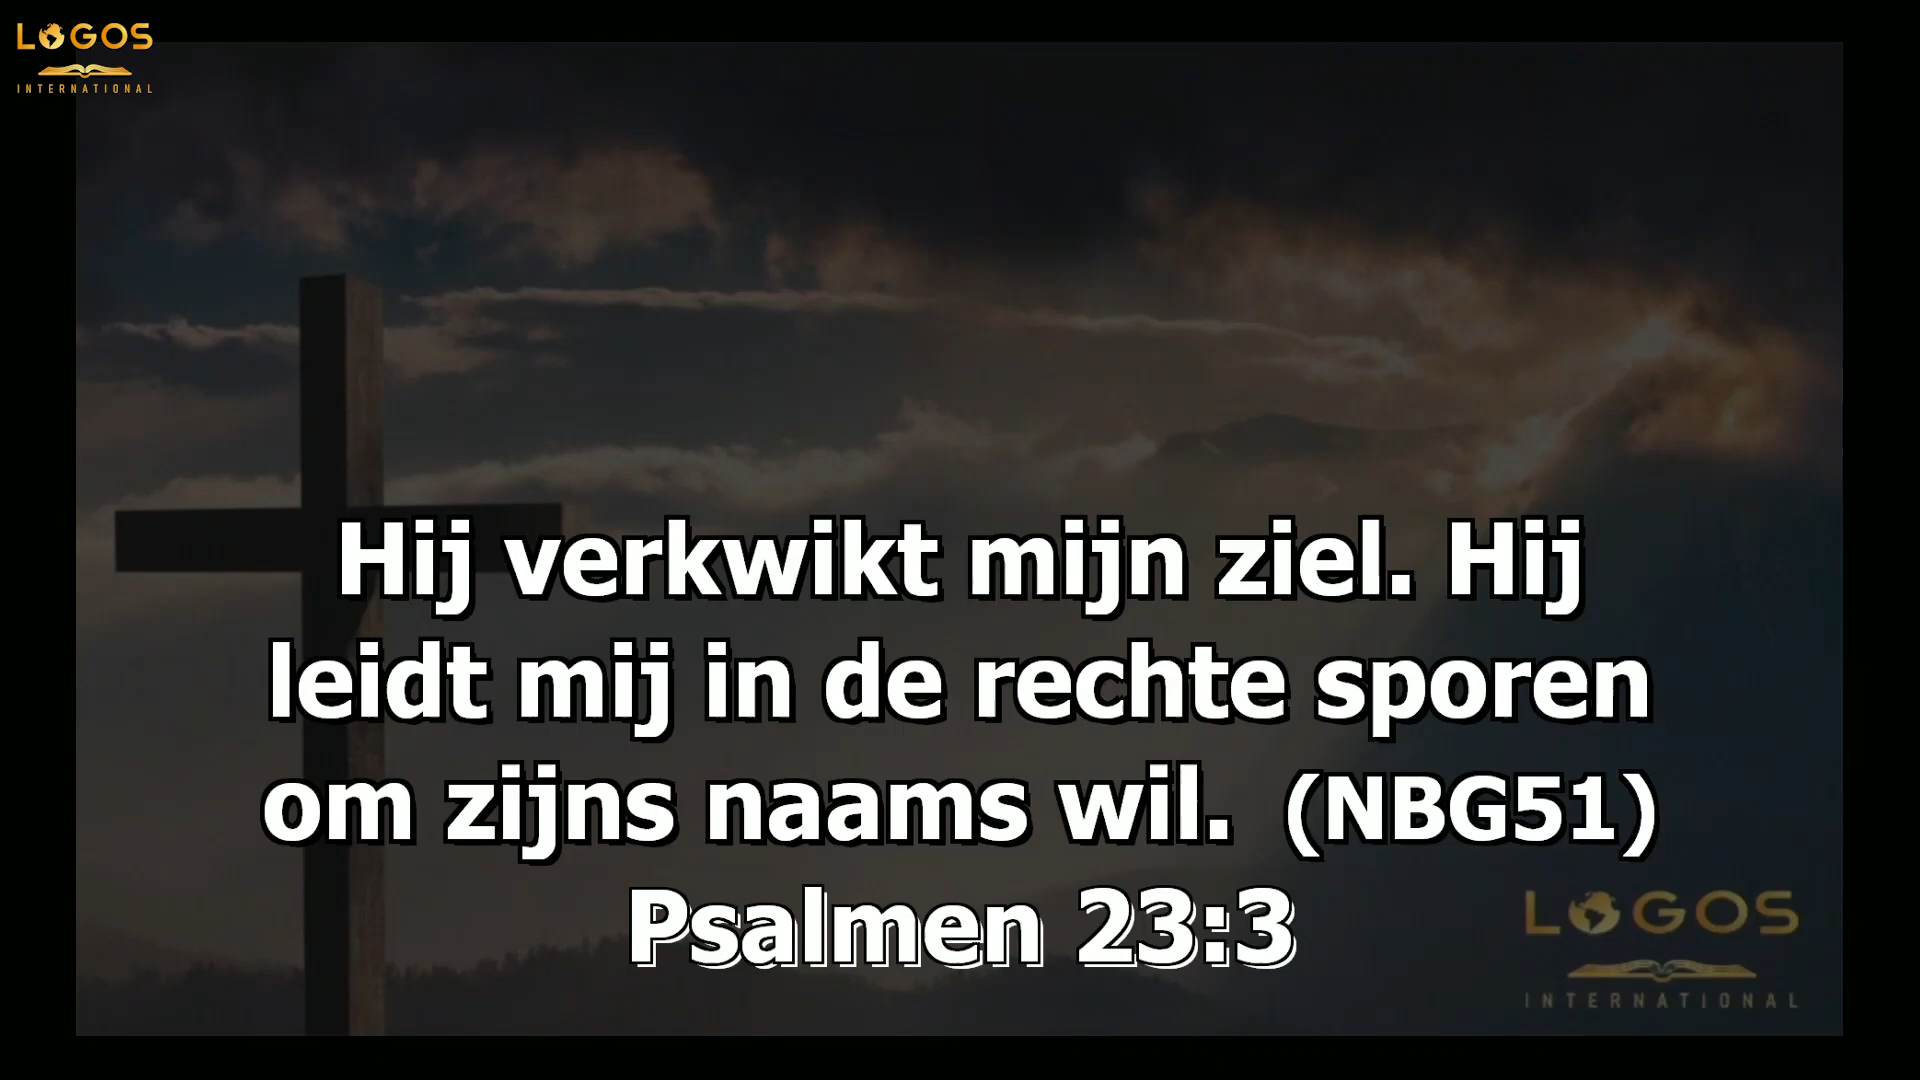 LOGOS
INTERNATIONAL
Hij verkwikt mijn ziel. Hij
leidt mij in de rechte sporen
om zijns naams wil.  (NBG51)
Psalmen 23:3
LOGOS
INTERNATIONAL